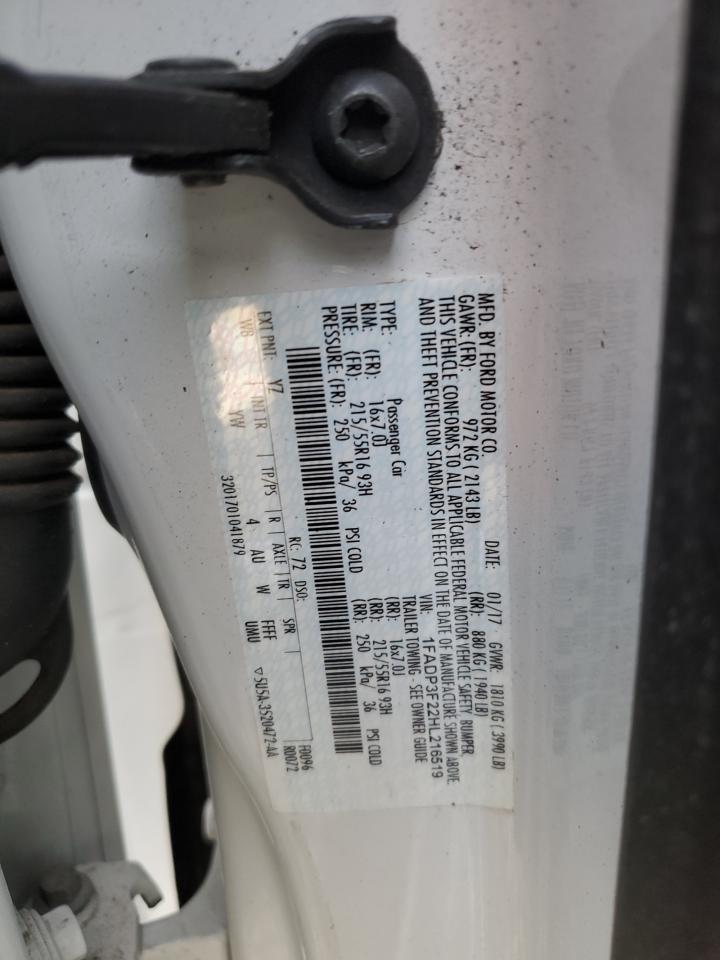 MFD. BY FORD MOTOR CO.
DATE: 01/17 GVWR: 1810 KG ( 3990 LB)
GAWR: (FR): 972 KG ( 2143 LB) (RR): 880 KG ( 1940 LB)
THIS VEHICLE CONFORMS TO ALL APPLICABLE FEDERAL MOTOR VEHICLE SAFETY BUMPER
AND THEFT PREVENTION STANDARDS IN EFFECT ON THE DATE OF MANUFACTURE SHOWN ABOVE.
VIN: 1FADP3F22HL216519
TYPE: Passenger Car TRAILER TOWING - SEE OWNER GUIDE
RIM: (FR): 16x7.0J (RR): 16x7.0J
TIRE: (FR): 215/55R16 93H (RR): 215/55R16 93H
PRESSURE: (FR): 250 kPa/ 36 PSI COLD (RR): 250 kPa/ 36 PSI COLD
F0096
EXT PNT: YZ RC: 72 DSO: R0072
WB INT TR TP/PS R AXLE TR SPR
YW 4 AU W FFFF UMU
3201701041879 5U5A-3520472-AA